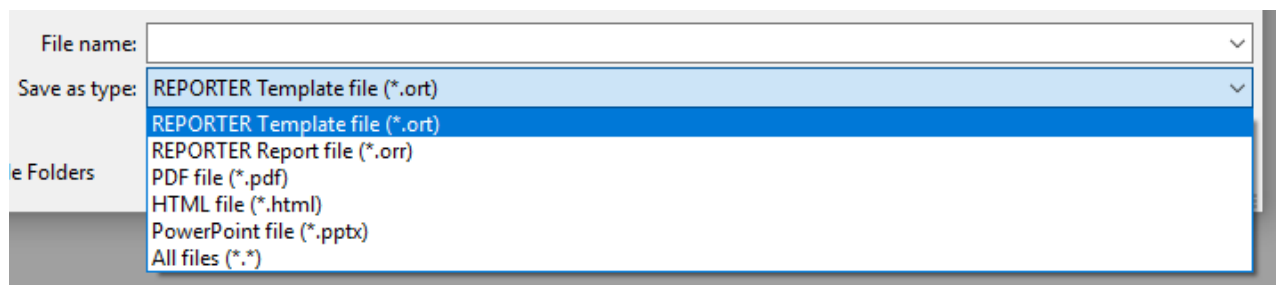 File name:
Save as type: REPORTER Template file (*.ort)
REPORTER Template file (*.ort)
REPORTER Report file (*.orr)
PDF file (*.pdf)
e Folders
HTML file (*.html)
PowerPoint file (*.pptx)
All files (*.*)